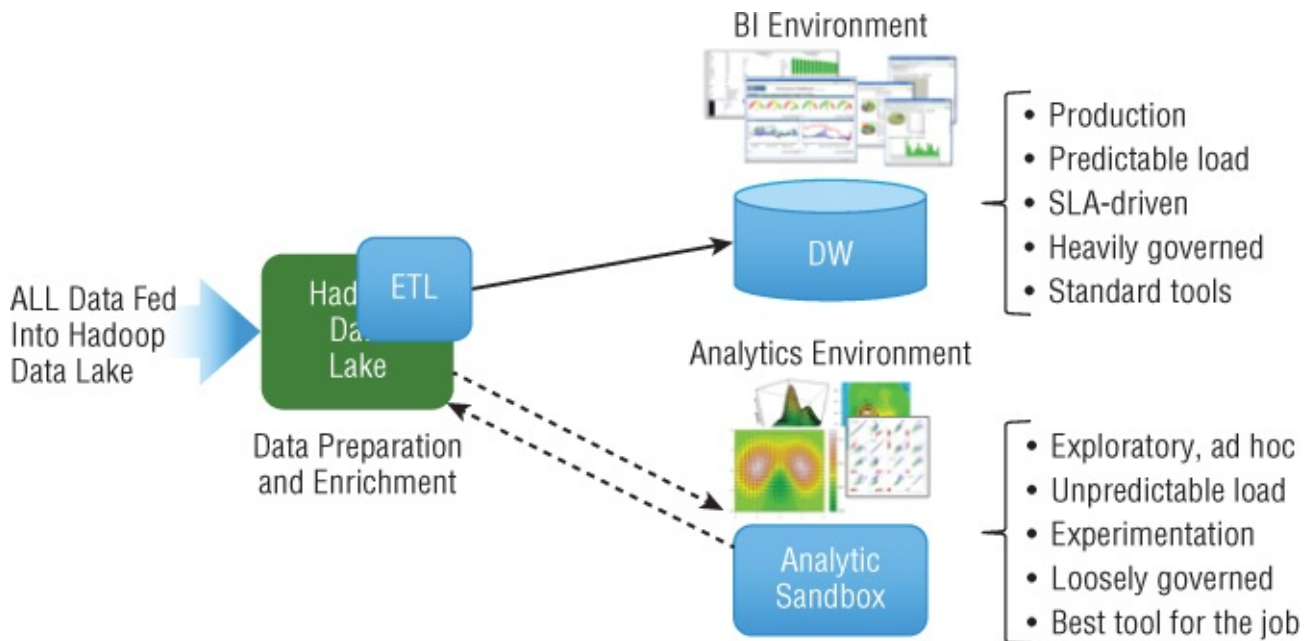 BI Environment
• Production
• Predictable load
• SLA-driven
• Heavily governed
• Standard tools
DW
ETL
ALL Data Fed
Into Hadoop
Data Lake
Lake
Data Preparation
and Enrichment
Analytics Environment
Analytic
Sandbox
• Exploratory, ad hoc
• Unpredictable load
• Experimentation
• Loosely governed
• Best tool for the job